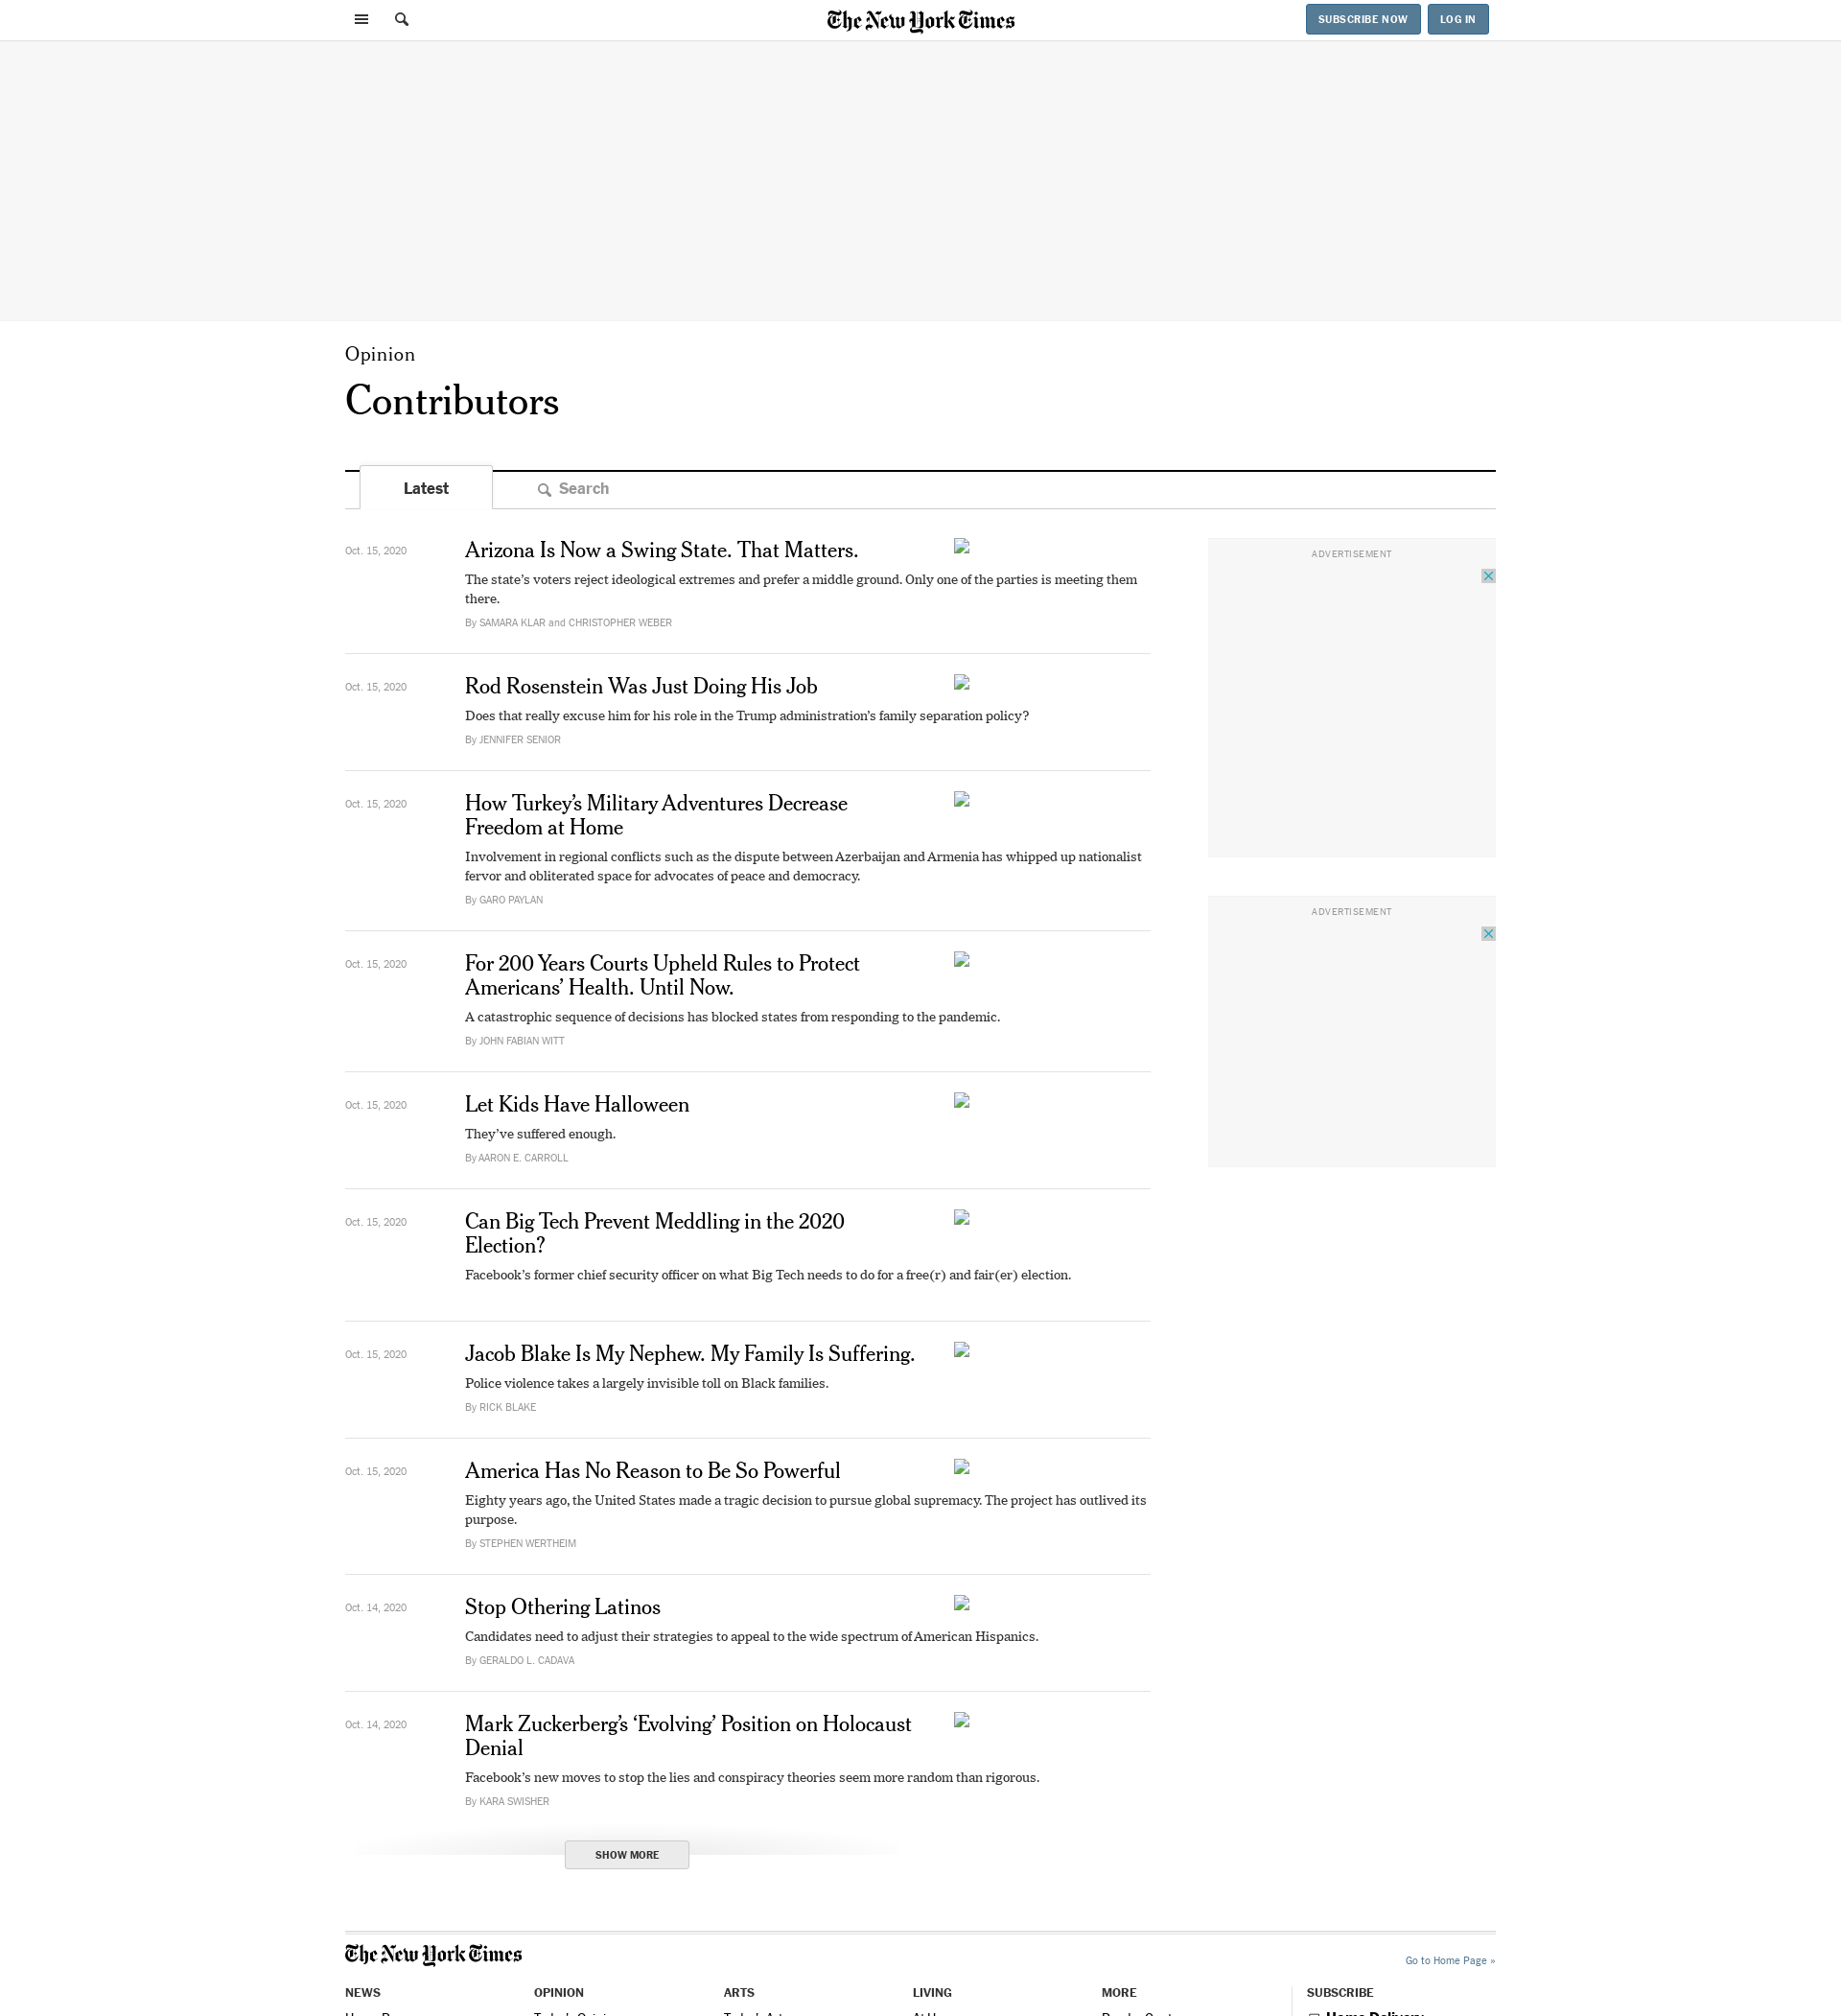 The New York Times
SUBSCRIBE NOW
LOG IN
Opinion
Contributors
Latest
Search
Oct. 15, 2020
Arizona Is Now a Swing State. That Matters.
The state’s voters reject ideological extremes and prefer a middle ground. Only one of the parties is meeting them
there.
By SAMARA KLAR and CHRISTOPHER WEBER
Oct. 15, 2020
Rod Rosenstein Was Just Doing His Job
Does that really excuse him for his role in the Trump administration’s family separation policy?
By JENNIFER SENIOR
Oct. 15, 2020
How Turkey’s Military Adventures Decrease
Freedom at Home
Involvement in regional conflicts such as the dispute between Azerbaijan and Armenia has whipped up nationalist
fervor and obliterated space for advocates of peace and democracy.
By GARO PAYLAN
Oct. 15, 2020
For 200 Years Courts Upheld Rules to Protect
Americans’ Health. Until Now.
A catastrophic sequence of decisions has blocked states from responding to the pandemic.
By JOHN FABIAN WITT
Oct. 15, 2020
Let Kids Have Halloween
They’ve suffered enough.
By AARON E. CARROLL
Oct. 15, 2020
Can Big Tech Prevent Meddling in the 2020
Election?
Facebook’s former chief security officer on what Big Tech needs to do for a free(r) and fair(er) election.
Oct. 15, 2020
Jacob Blake Is My Nephew. My Family Is Suffering.
Police violence takes a largely invisible toll on Black families.
By RICK BLAKE
Oct. 15, 2020
America Has No Reason to Be So Powerful
Eighty years ago, the United States made a tragic decision to pursue global supremacy. The project has outlived its
purpose.
By STEPHEN WERTHEIM
Oct. 14, 2020
Stop Othering Latinos
Candidates need to adjust their strategies to appeal to the wide spectrum of American Hispanics.
By GERALDO L. CADAVA
Oct. 14, 2020
Mark Zuckerberg’s ‘Evolving’ Position on Holocaust
Denial
Facebook’s new moves to stop the lies and conspiracy theories seem more random than rigorous.
By KARA SWISHER
SHOW MORE
ADVERTISEMENT
ADVERTISEMENT
The New York Times
Go to Home Page »
NEWS
OPINION
ARTS
LIVING
MORE
SUBSCRIBE
Home Delivery